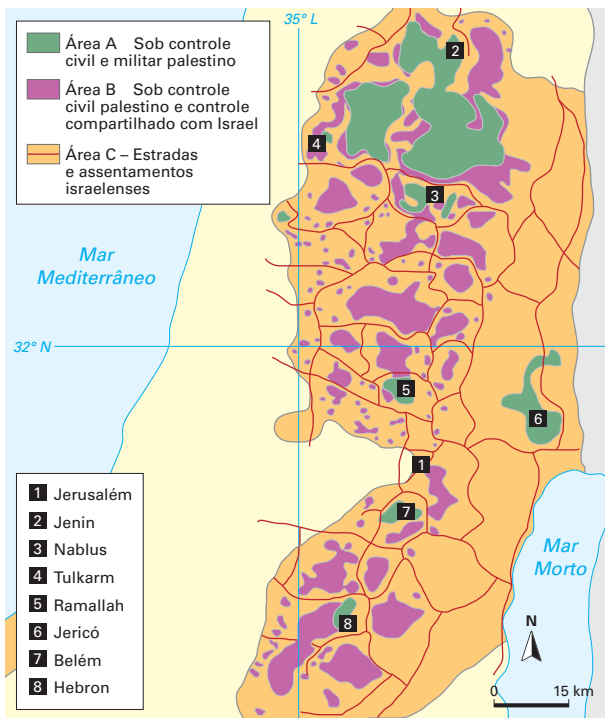 35° L
Área A Sob controle
civil e militar palestino
Área B Sob controle
civil palestino e controle
compartilhado com Israel
Área C – Estradas
e assentamentos
israelenses
2
4
3
Mar
Mediterrâneo
32° N
5
6
1
7
8
Mar
Morto
1 Jerusalém
2 Jenin
3 Nablus
4 Tulkarm
5 Ramallah
6 Jericó
7 Belém
8 Hebron
N
0 15 km